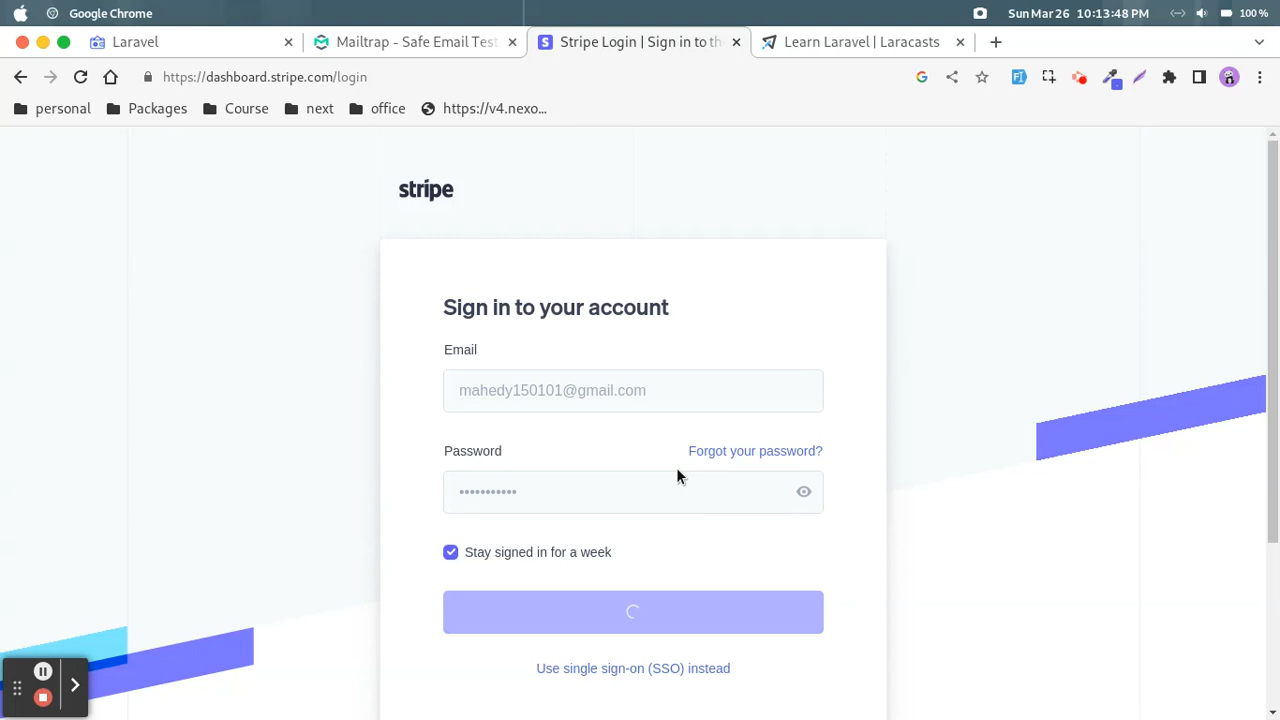 Google Chrome
Sun Mar 26 10:13:48 PM
100 %
Laravel
Mailtrap - Safe Email Test
Stripe Login | Sign in to th
Learn Laravel | Laracasts
https://dashboard.stripe.com/login
personal
Packages
Course
next
office
https://v4.nexo...
stripe
Sign in to your account
Email
mahedy150101@gmail.com
Password
Forgot your password?
•••••••••••
Stay signed in for a week
Use single sign-on (SSO) instead